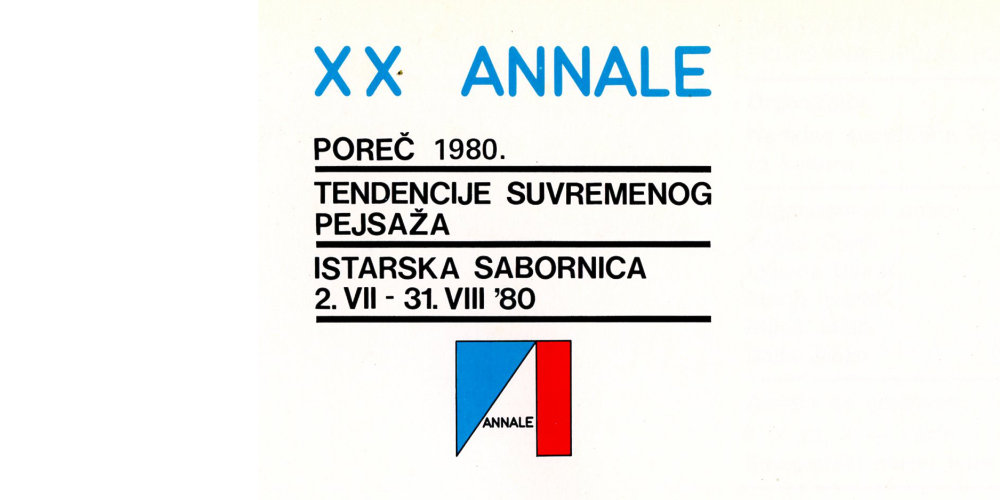 XX ANNALE
POREČ 1980.
TENDENCIJE SUVREMENOG
PEJSAŽA
ISTARSKA SABORNICA
2. VII - 31. VIII '80
ANNALE